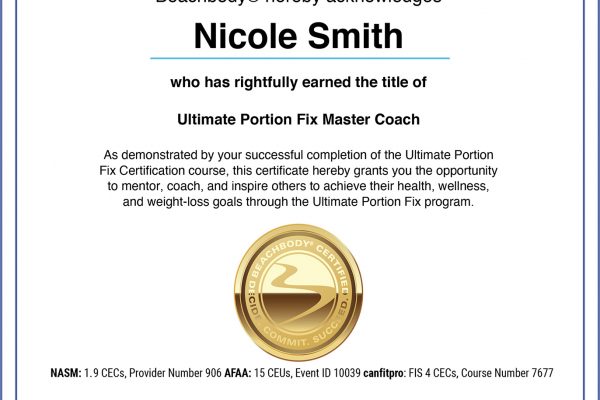 Beachbody® hereby acknowledges
Nicole Smith
who has rightfully earned the title of
Ultimate Portion Fix Master Coach
As demonstrated by your successful completion of the Ultimate Portion
Fix Certification course, this certificate hereby grants you the opportunity
to mentor, coach, and inspire others to achieve their health, wellness,
and weight-loss goals through the Ultimate Portion Fix program.
BEACHBODY® CERTIFIED
COMMIT. SUCCEED.
NASM: 1.9 CECs, Provider Number 906 AFAA: 15 CEUs, Event ID 10039 canfitpro: FIS 4 CECs, Course Number 7677